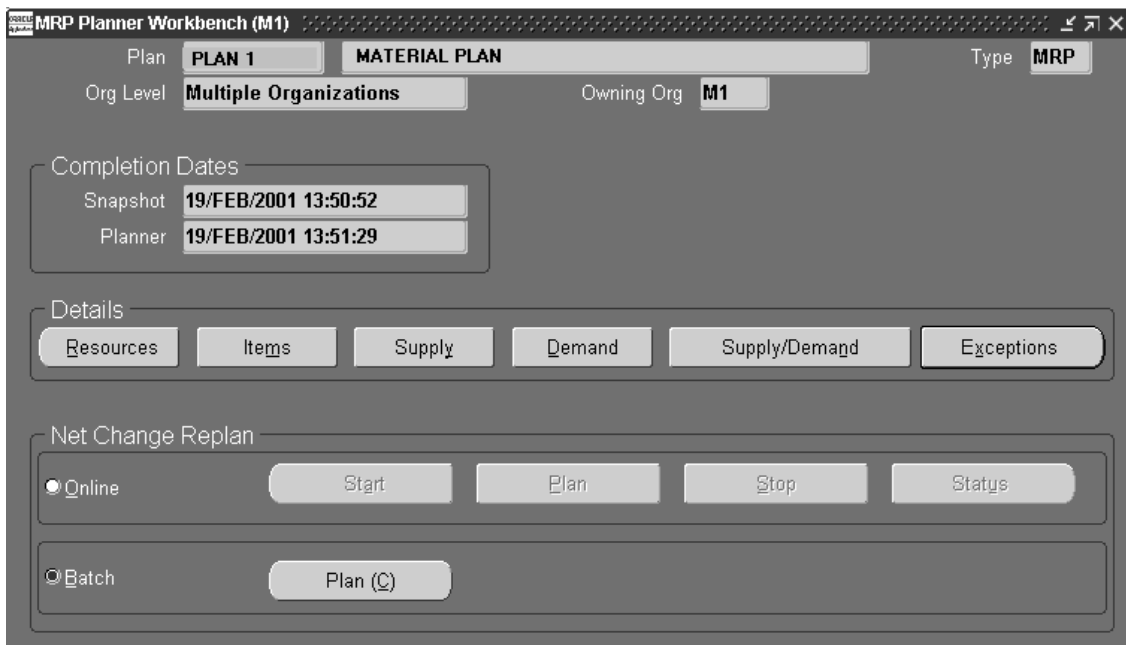 ORACLE
Applications
MRP Planner Workbench (M1)
Plan PLAN 1 MATERIAL PLAN Type MRP
Org Level Multiple Organizations Owning Org M1
Completion Dates
Snapshot 19/FEB/2001 13:50:52
Planner 19/FEB/2001 13:51:29
Details
Resources Items Supply Demand Supply/Demand Exceptions
Net Change Replan
Online Start Plan Stop Status
Batch Plan (C)